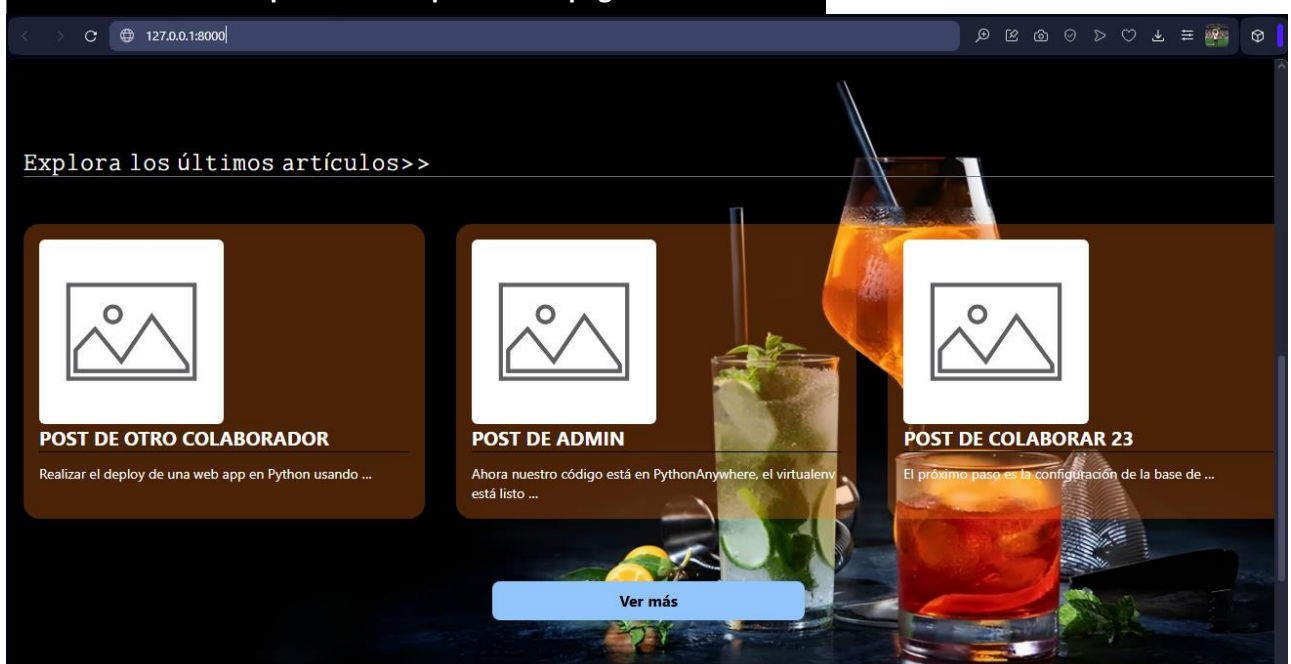 127.0.0.1:8000
Explora los últimos artículos>>
POST DE OTRO COLABORADOR
Realizar el deploy de una web app en Python usando ...
POST DE ADMIN
Ahora nuestro código está en PythonAnywhere, el virtualenv
está listo ...
POST DE COLABORAR 23
El próximo paso es la configuración de la base de ...
Ver más